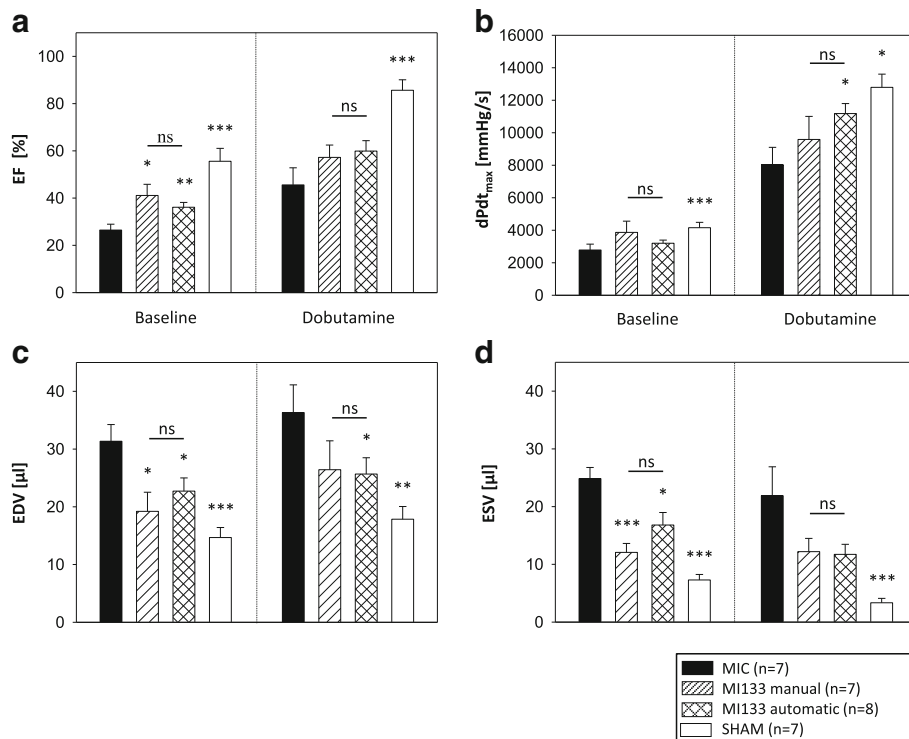 a
b
100
80
60
40
20
0
EF [%]
* ns ** ***
ns ***
Baseline Dobutamine
16000
14000
12000
10000
8000
6000
4000
2000
0
dPdtmax [mmHg/s]
ns ***
ns * *
Baseline Dobutamine
c
d
40
30
20
10
0
EDV [µl]
* ns * ***
ns * **
40
30
20
10
0
ESV [µl]
*** ns * ***
ns ***
MIC (n=7)
MI133 manual (n=7)
MI133 automatic (n=8)
SHAM (n=7)